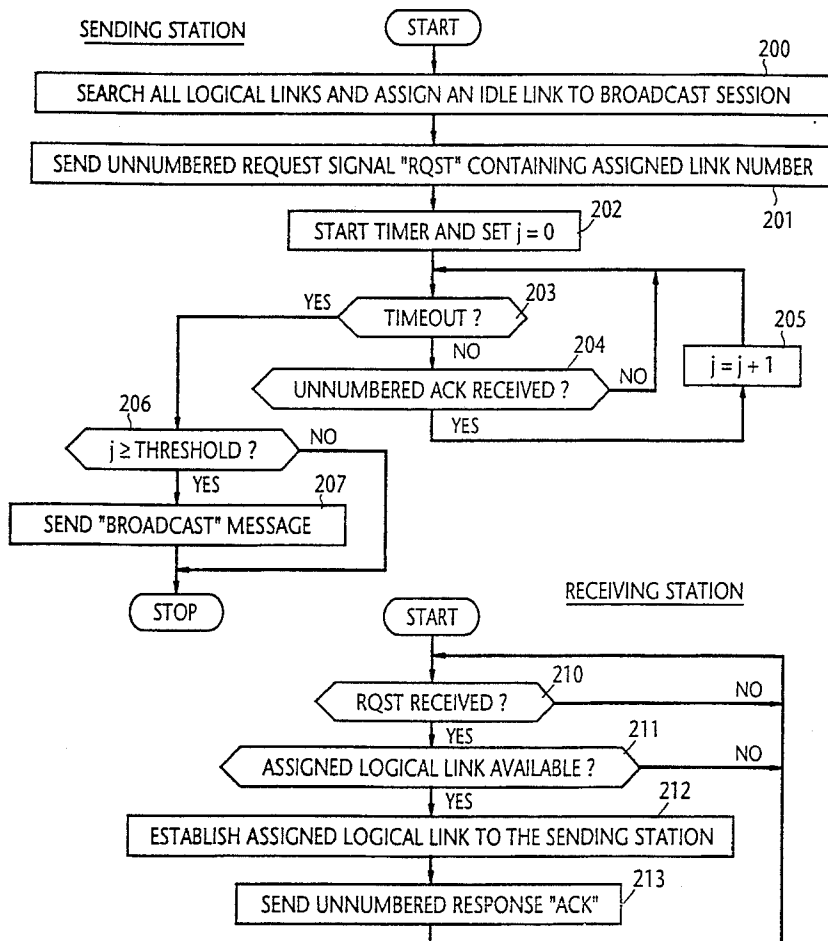 SENDING STATION
START
200
SEARCH ALL LOGICAL LINKS AND ASSIGN AN IDLE LINK TO BROADCAST SESSION
SEND UNNUMBERED REQUEST SIGNAL "RQST" CONTAINING ASSIGNED LINK NUMBER
201
202
START TIMER AND SET j = 0
203
YES
TIMEOUT ?
NO
204
205
UNNUMBERED ACK RECEIVED ?
NO
j = j + 1
YES
206
j ≥ THRESHOLD ?
NO
YES
207
SEND "BROADCAST" MESSAGE
STOP
RECEIVING STATION
START
210
RQST RECEIVED ?
NO
YES
211
ASSIGNED LOGICAL LINK AVAILABLE ?
NO
YES
212
ESTABLISH ASSIGNED LOGICAL LINK TO THE SENDING STATION
213
SEND UNNUMBERED RESPONSE "ACK"